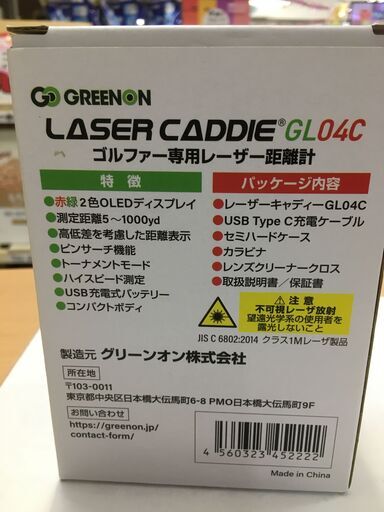 GREENON
LASER CADDIE® GL04C
ゴルファー専用レーザー距離計
特徴
●赤緑2色OLEDディスプレイ
●測定距離5～1000yd
●高低差を考慮した距離表示
●ピンサーチ機能
●トーナメントモード
●ハイスピード測定
●USB充電式バッテリー
●コンパクトボディ
パッケージ内容
●レーザーキャディーGL04C
●USB Type C充電ケーブル
●セミハードケース
●カラビナ
●レンズクリーナークロス
●取扱説明書／保証書
注意
不可視レーザ放射
望遠光学系の使用者を
露光しないこと
JIS C 6802:2014 クラス1Mレーザ製品
製造元 グリーンオン株式会社
所在地
〒103-0011
東京都中央区日本橋大伝馬町6-8 PMO日本橋大伝馬町9F
お問い合わせ
https://greenon.jp/
contact-form/
4 560323 452222
Made in China